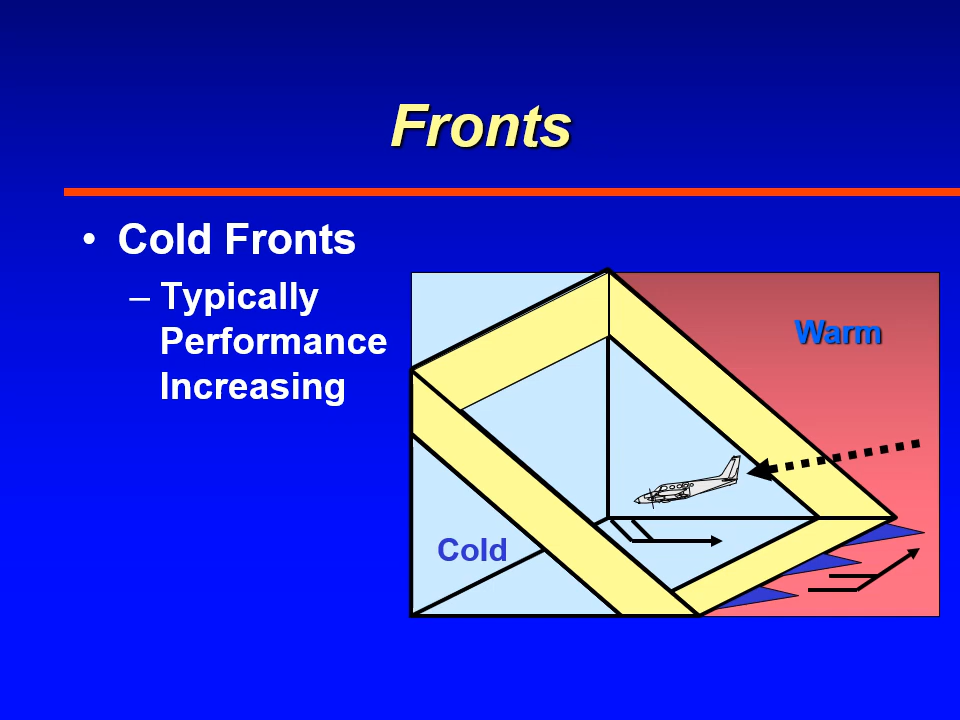 Fronts
• Cold Fronts
– Typically
Performance
Increasing
Warm
Cold